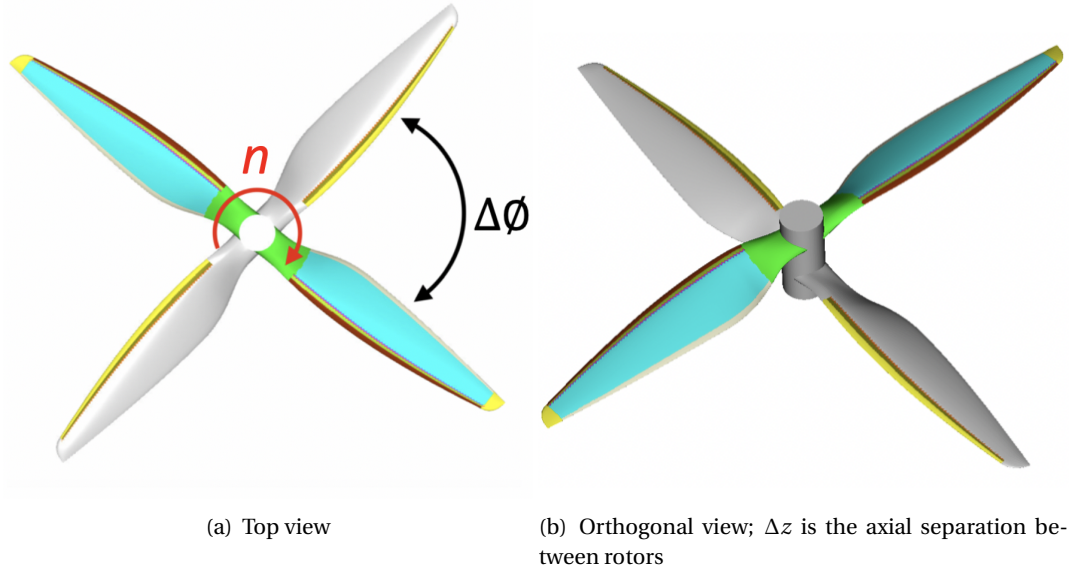 n
ΔØ
(a) Top view
(b) Orthogonal view; Δz is the axial separation be-
tween rotors